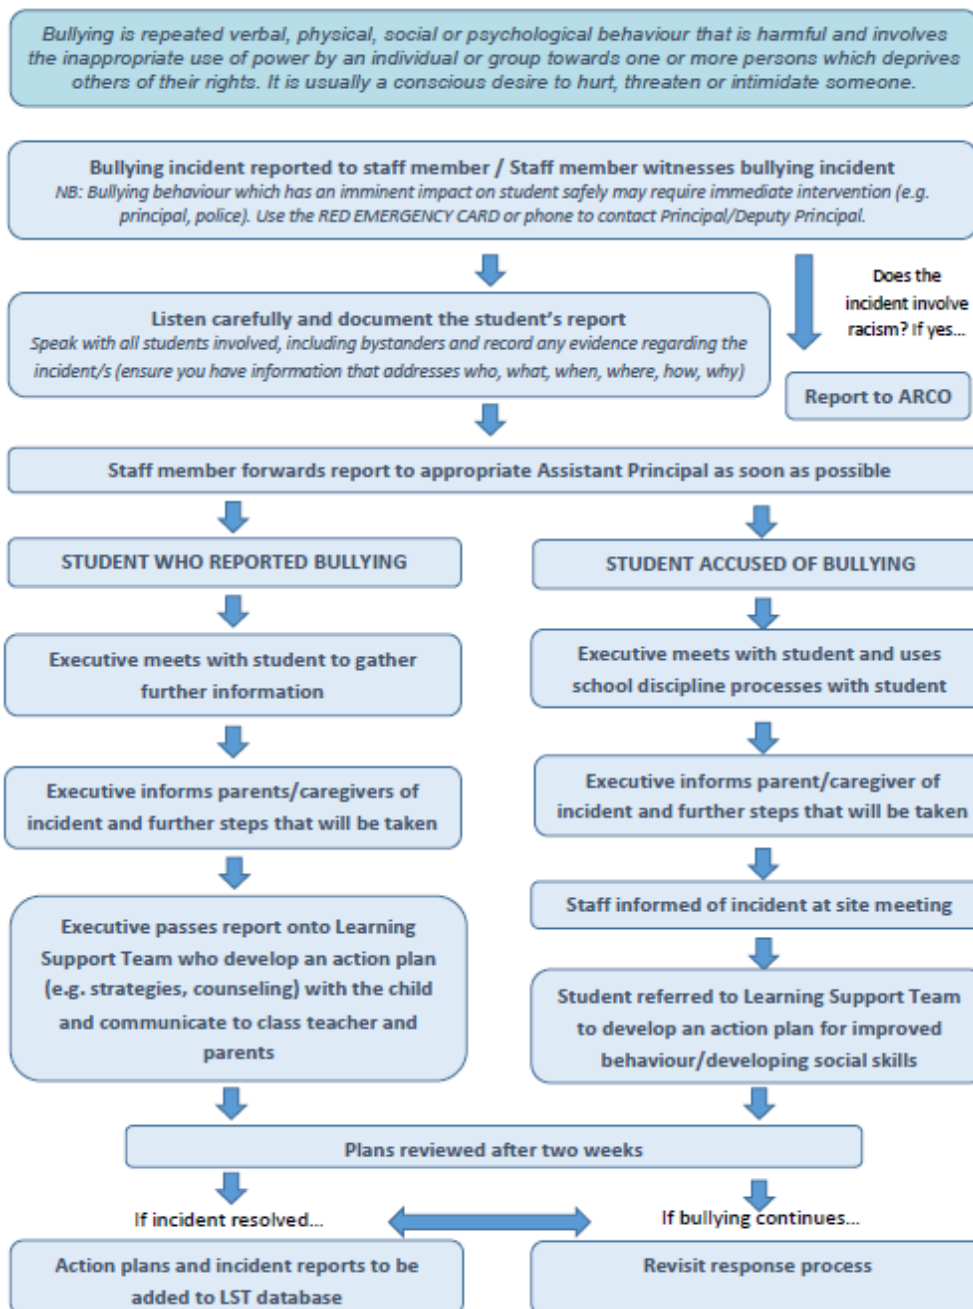 Bullying is repeated verbal, physical, social or psychological behaviour that is harmful and involves
the inappropriate use of power by an individual or group towards one or more persons which deprives
others of their rights. It is usually a conscious desire to hurt, threaten or intimidate someone.
Bullying incident reported to staff member / Staff member witnesses bullying incident
NB: Bullying behaviour which has an imminent impact on student safely may require immediate intervention (e.g.
principal, police). Use the RED EMERGENCY CARD or phone to contact Principal/Deputy Principal.
Does the
incident involve
racism? If yes...
Report to ARCO
Listen carefully and document the student's report
Speak with all students involved, including bystanders and record any evidence regarding the
incident/s (ensure you have information that addresses who, what, when, where, how, why)
Staff member forwards report to appropriate Assistant Principal as soon as possible
STUDENT WHO REPORTED BULLYING
Executive meets with student to gather
further information
Executive informs parents/caregivers of
incident and further steps that will be taken
Executive passes report onto Learning
Support Team who develop an action plan
(e.g. strategies, counseling) with the child
and communicate to class teacher and
parents
STUDENT ACCUSED OF BULLYING
Executive meets with student and uses
school discipline processes with student
Executive informs parent/caregiver of
incident and further steps that will be taken
Staff informed of incident at site meeting
Student referred to Learning Support Team
to develop an action plan for improved
behaviour/developing social skills
Plans reviewed after two weeks
If incident resolved...
Action plans and incident reports to be
added to LST database
If bullying continues...
Revisit response process